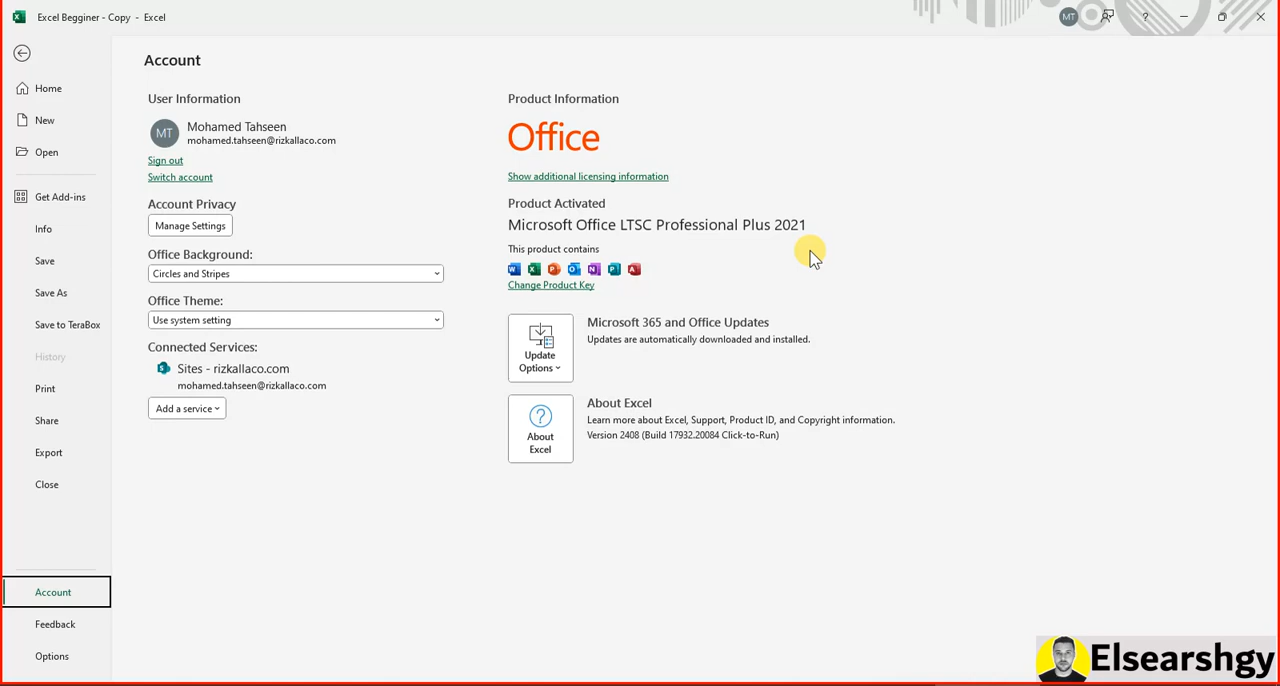 Excel Begginer - Copy - Excel
MT
?
Home
New
Open
Get Add-ins
Info
Save
Save As
Save to TeraBox
History
Print
Share
Export
Close
Account
Feedback
Options
Account
User Information
MT
Mohamed Tahseen
mohamed.tahseen@rizkallaco.com
Sign out
Switch account
Account Privacy
Manage Settings
Office Background:
Circles and Stripes
Office Theme:
Use system setting
Connected Services:
Sites - rizkallaco.com
mohamed.tahseen@rizkallaco.com
Add a service
Product Information
Office
Show additional licensing information
Product Activated
Microsoft Office LTSC Professional Plus 2021
This product contains
Change Product Key
Update
Options
Microsoft 365 and Office Updates
Updates are automatically downloaded and installed.
About
Excel
About Excel
Learn more about Excel, Support, Product ID, and Copyright information.
Version 2408 (Build 17932.20084 Click-to-Run)
Elsearshgy